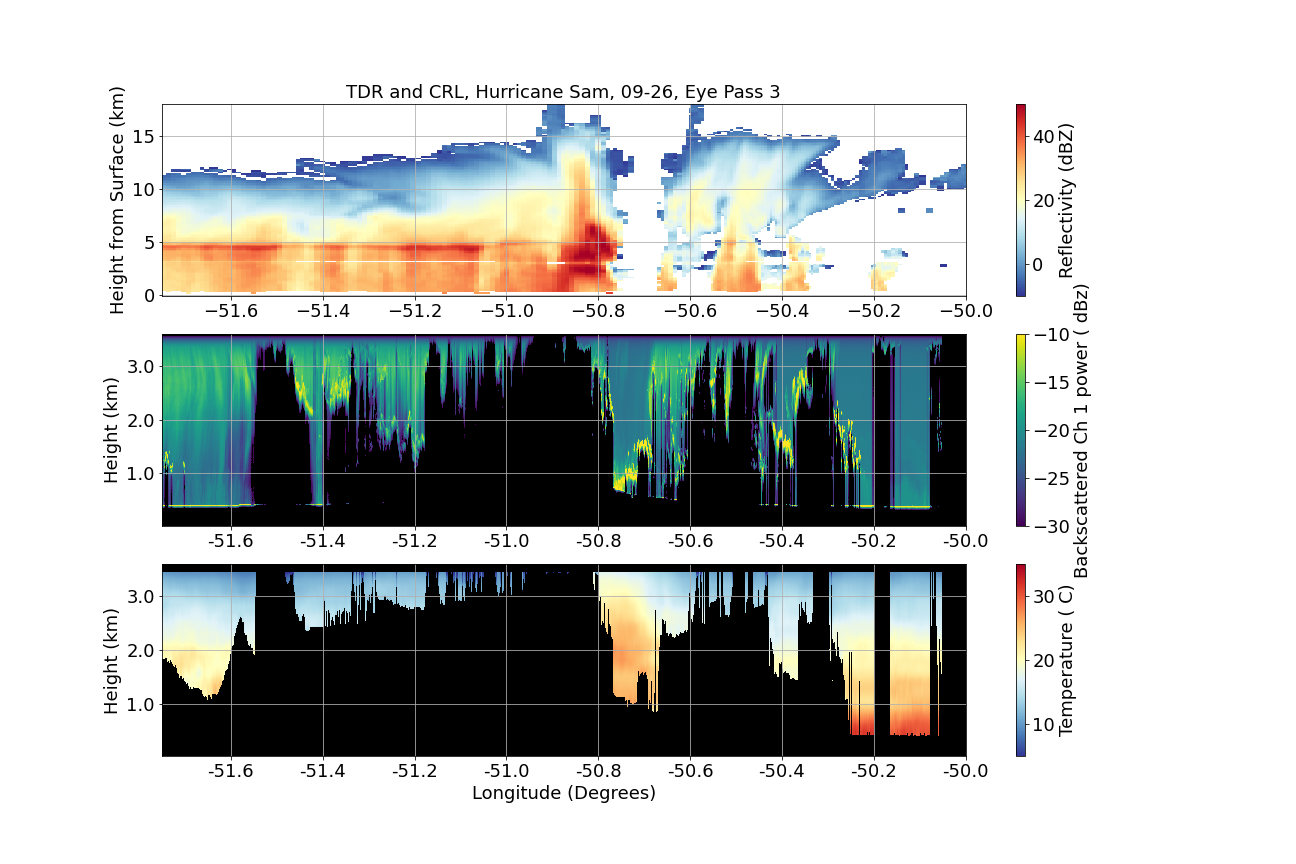 TDR and CRL, Hurricane Sam, 09-26, Eye Pass 3
Height from Surface (km)
15
10
5
0
−51.6 −51.4 −51.2 −51.0 −50.8 −50.6 −50.4 −50.2 −50.0
40
20
0
Reflectivity (dBZ)
Height (km)
3.0
2.0
1.0
-51.6 -51.4 -51.2 -51.0 -50.8 -50.6 -50.4 -50.2 -50.0
−10
−15
−20
−25
−30
Backscattered Ch 1 power ( dBz)
Height (km)
3.0
2.0
1.0
-51.6 -51.4 -51.2 -51.0 -50.8 -50.6 -50.4 -50.2 -50.0
Longitude (Degrees)
30
20
10
Temperature ( C)